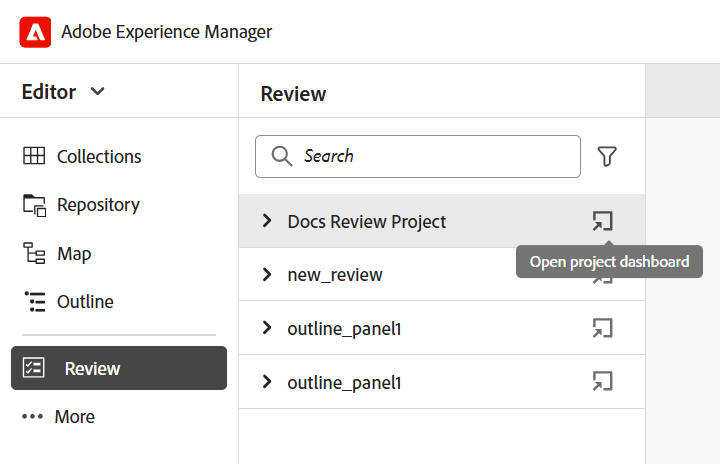 Adobe Experience Manager
Editor
Review
Collections
Search
Repository
Docs Review Project
Map
Open project dashboard
new_review
Outline
outline_panel1
Review
outline_panel1
More